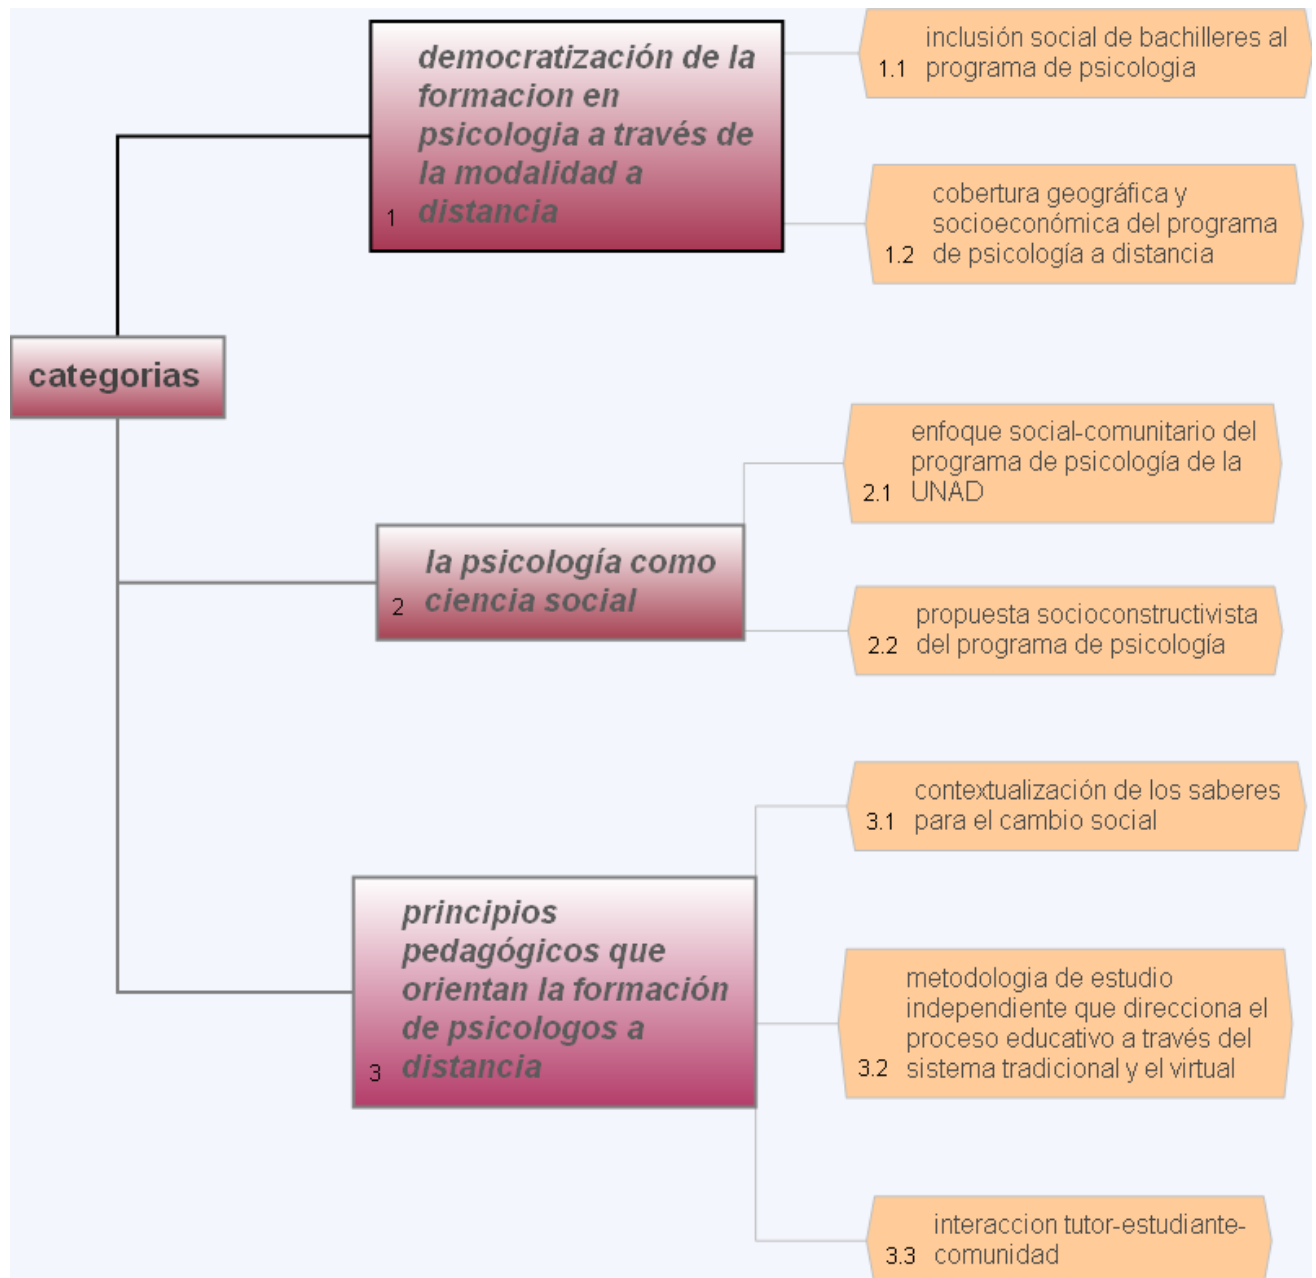 democratización de la
formacion en
psicologia a través de
la modalidad a
1 distancia
1.1 inclusión social de bachilleres al
programa de psicologia
cobertura geográfica y
socioeconómica del programa
1.2 de psicología a distancia
categorias
2 la psicología como
ciencia social
enfoque social-comunitario del
programa de psicología de la
2.1 UNAD
propuesta socioconstructivista
2.2 del programa de psicología
principios
pedagógicos que
orientan la formación
de psicologos a
3 distancia
contextualización de los saberes
3.1 para el cambio social
metodologia de estudio
independiente que direcciona el
proceso educativo a través del
3.2 sistema tradicional y el virtual
interaccion tutor-estudiante-
3.3 comunidad